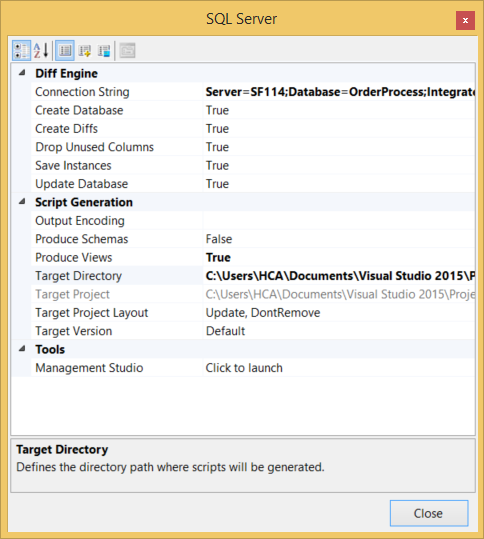 SQL Server
x
A Z
Diff Engine
Connection String Server=SF114;Database=OrderProcess;Integrate
Create Database True
Create Diffs True
Drop Unused Columns True
Save Instances True
Update Database True
Script Generation
Output Encoding
Produce Schemas False
Produce Views True
Target Directory C:\Users\HCA\Documents\Visual Studio 2015\P
Target Project C:\Users\HCA\Documents\Visual Studio 2015\Proje
Target Project Layout Update, DontRemove
Target Version Default
Tools
Management Studio Click to launch
Target Directory
Defines the directory path where scripts will be generated.
Close